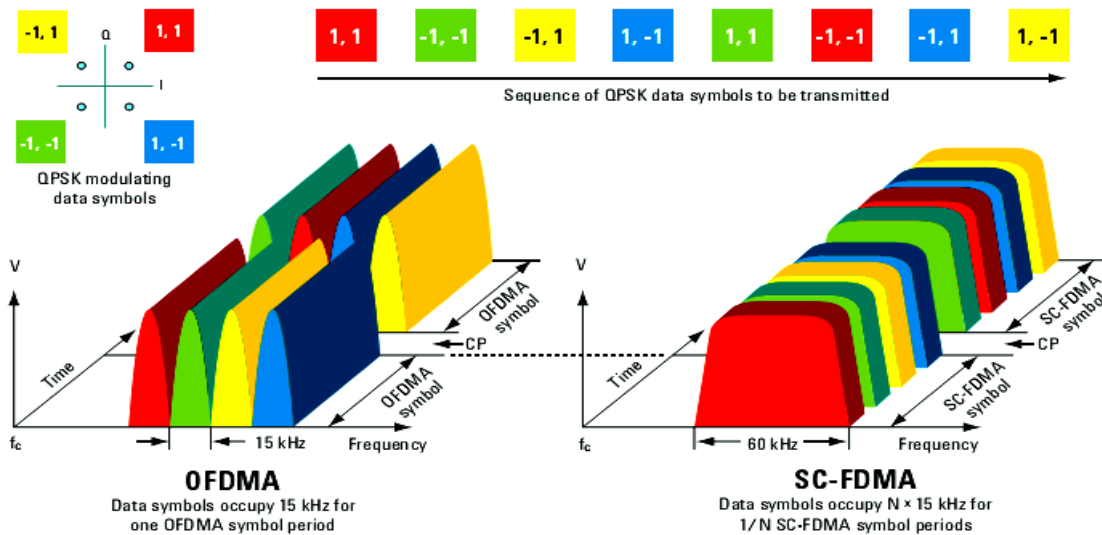 -1, 1
1, 1
Q
I
-1, -1
1, -1
QPSK modulating
data symbols
1, 1
-1, -1
-1, 1
1, -1
1, 1
-1, -1
-1, 1
1, -1
Sequence of QPSK data symbols to be transmitted
V
Time
OFDMA
symbol
CP
OFDMA
symbol
fc
15 kHz
Frequency
OFDMA
Data symbols occupy 15 kHz for
one OFDMA symbol period
V
Time
SC-FDMA
symbol
CP
SC-FDMA
symbol
fc
60 kHz
Frequency
SC-FDMA
Data symbols occupy N × 15 kHz for
1/N SC-FDMA symbol periods